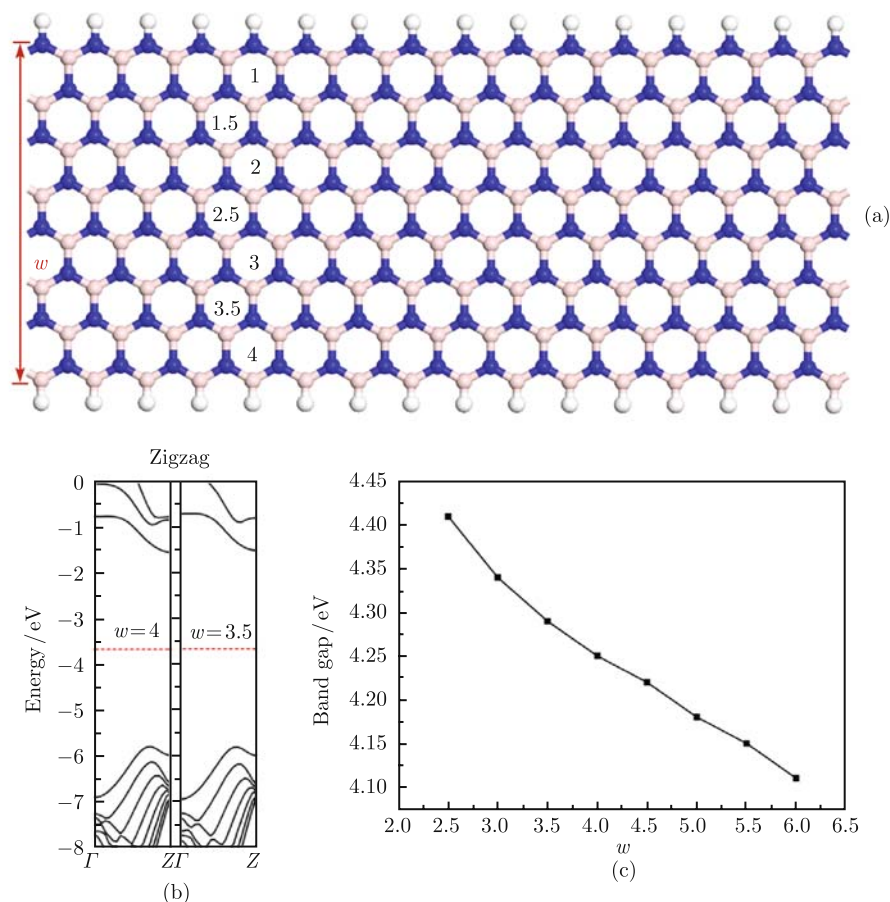 1
1.5
2
2.5
(a)
w
3
3.5
4
Zigzag
Energy/eV
0
−1
−2
−3
−4
−5
−6
−7
−8
w=4
w=3.5
Γ
Z
Γ
Z
(b)
Band gap/eV
4.45
4.40
4.35
4.30
4.25
4.20
4.15
4.10
2.0 2.5 3.0 3.5 4.0 4.5 5.0 5.5 6.0 6.5
w
(c)